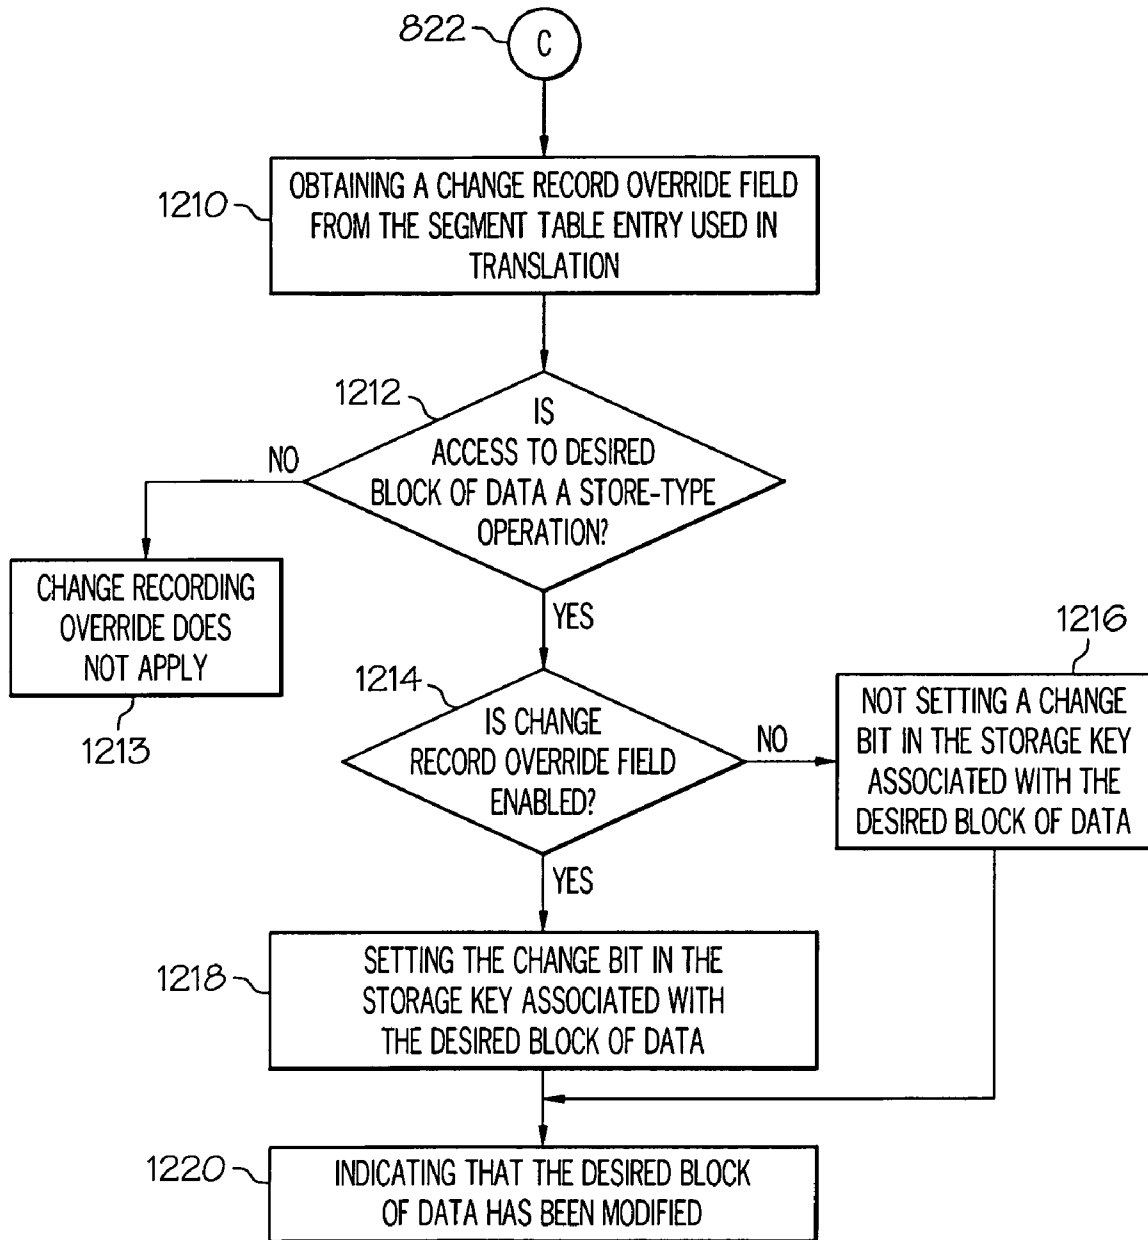 822
C
1210
OBTAINING A CHANGE RECORD OVERRIDE FIELD
FROM THE SEGMENT TABLE ENTRY USED IN
TRANSLATION
1212
IS
ACCESS TO DESIRED
BLOCK OF DATA A STORE-TYPE
OPERATION?
NO
CHANGE RECORDING
OVERRIDE DOES
NOT APPLY
1213
YES
1214
IS CHANGE
RECORD OVERRIDE FIELD
ENABLED?
NO
1216
NOT SETTING A CHANGE
BIT IN THE STORAGE KEY
ASSOCIATED WITH THE
DESIRED BLOCK OF DATA
YES
1218
SETTING THE CHANGE BIT IN THE
STORAGE KEY ASSOCIATED WITH
THE DESIRED BLOCK OF DATA
1220
INDICATING THAT THE DESIRED BLOCK
OF DATA HAS BEEN MODIFIED